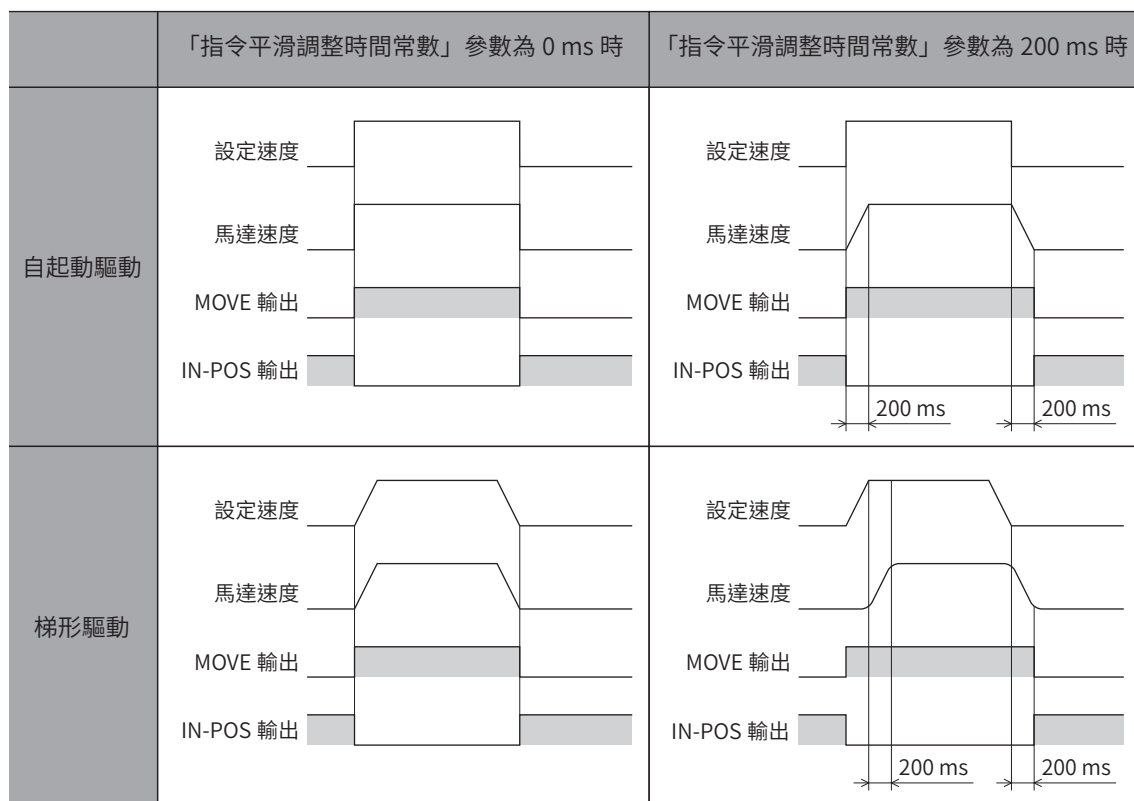 「指令平滑調整時間常數」參數為 0 ms 時
「指令平滑調整時間常數」參數為 200 ms 時
自起動驅動
設定速度
馬達速度
MOVE 輸出
IN-POS 輸出
設定速度
馬達速度
MOVE 輸出
IN-POS 輸出
200 ms
200 ms
梯形驅動
設定速度
馬達速度
MOVE 輸出
IN-POS 輸出
設定速度
馬達速度
MOVE 輸出
IN-POS 輸出
200 ms
200 ms